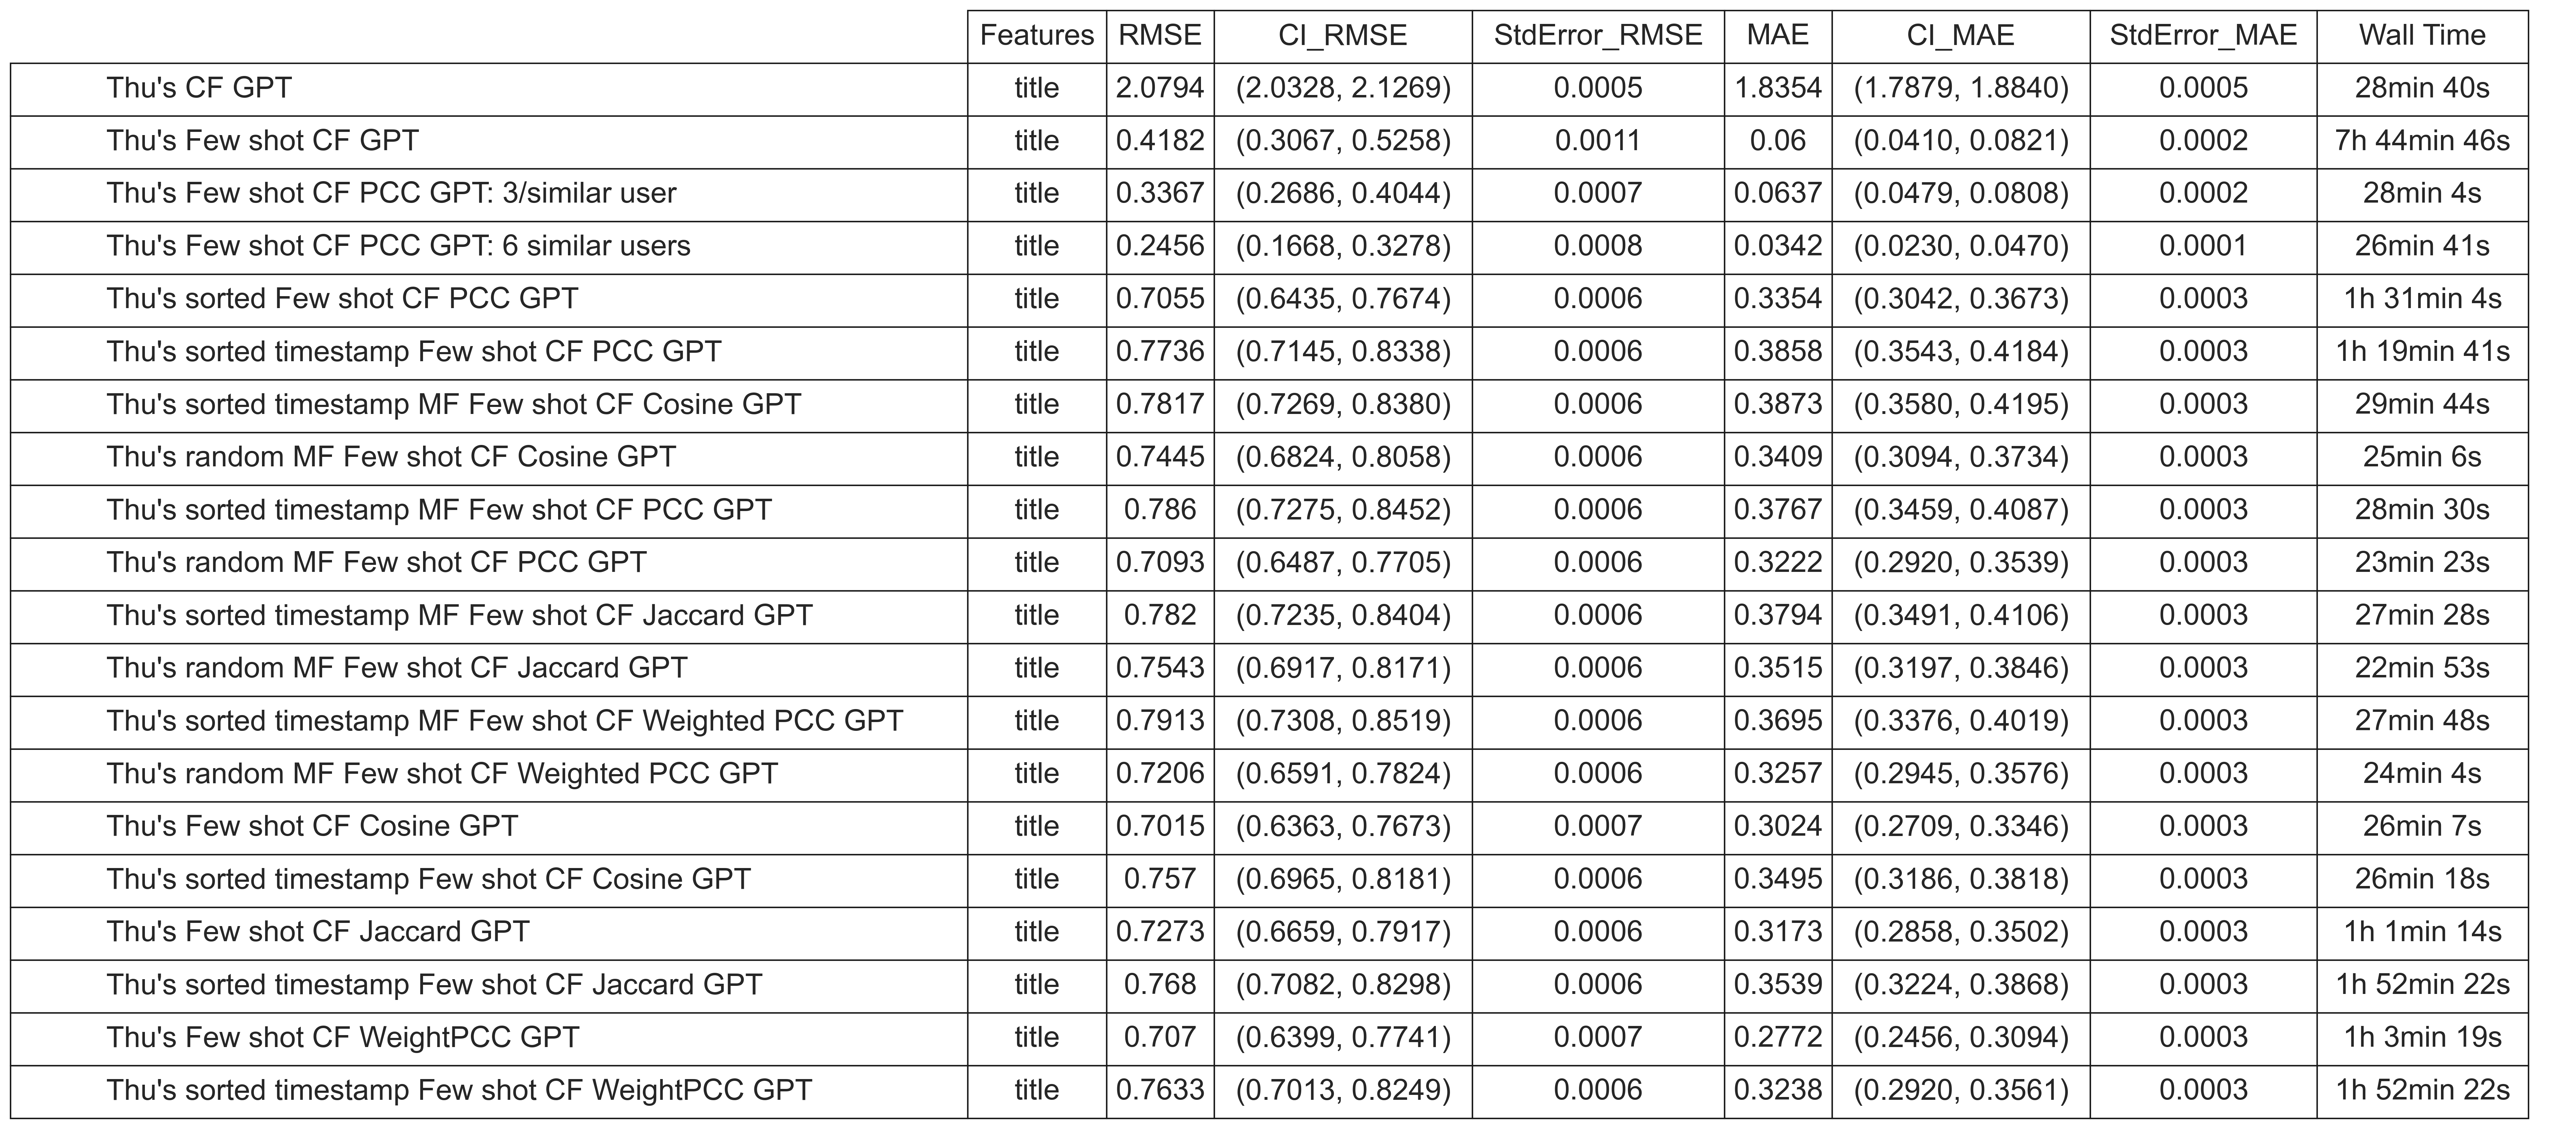 Features RMSE CI_RMSE StdError_RMSE MAE CI_MAE StdError_MAE Wall Time
Thu's CF GPT title 2.0794 (2.0328, 2.1269) 0.0005 1.8354 (1.7879, 1.8840) 0.0005 28min 40s
Thu's Few shot CF GPT title 0.4182 (0.3067, 0.5258) 0.0011 0.06 (0.0410, 0.0821) 0.0002 7h 44min 46s
Thu's Few shot CF PCC GPT: 3/similar user title 0.3367 (0.2686, 0.4044) 0.0007 0.0637 (0.0479, 0.0808) 0.0002 28min 4s
Thu's Few shot CF PCC GPT: 6 similar users title 0.2456 (0.1668, 0.3278) 0.0008 0.0342 (0.0230, 0.0470) 0.0001 26min 41s
Thu's sorted Few shot CF PCC GPT title 0.7055 (0.6435, 0.7674) 0.0006 0.3354 (0.3042, 0.3673) 0.0003 1h 31min 4s
Thu's sorted timestamp Few shot CF PCC GPT title 0.7736 (0.7145, 0.8338) 0.0006 0.3858 (0.3543, 0.4184) 0.0003 1h 19min 41s
Thu's sorted timestamp MF Few shot CF Cosine GPT title 0.7817 (0.7269, 0.8380) 0.0006 0.3873 (0.3580, 0.4195) 0.0003 29min 44s
Thu's random MF Few shot CF Cosine GPT title 0.7445 (0.6824, 0.8058) 0.0006 0.3409 (0.3094, 0.3734) 0.0003 25min 6s
Thu's sorted timestamp MF Few shot CF PCC GPT title 0.786 (0.7275, 0.8452) 0.0006 0.3767 (0.3459, 0.4087) 0.0003 28min 30s
Thu's random MF Few shot CF PCC GPT title 0.7093 (0.6487, 0.7705) 0.0006 0.3222 (0.2920, 0.3539) 0.0003 23min 23s
Thu's sorted timestamp MF Few shot CF Jaccard GPT title 0.782 (0.7235, 0.8404) 0.0006 0.3794 (0.3491, 0.4106) 0.0003 27min 28s
Thu's random MF Few shot CF Jaccard GPT title 0.7543 (0.6917, 0.8171) 0.0006 0.3515 (0.3197, 0.3846) 0.0003 22min 53s
Thu's sorted timestamp MF Few shot CF Weighted PCC GPT title 0.7913 (0.7308, 0.8519) 0.0006 0.3695 (0.3376, 0.4019) 0.0003 27min 48s
Thu's random MF Few shot CF Weighted PCC GPT title 0.7206 (0.6591, 0.7824) 0.0006 0.3257 (0.2945, 0.3576) 0.0003 24min 4s
Thu's Few shot CF Cosine GPT title 0.7015 (0.6363, 0.7673) 0.0007 0.3024 (0.2709, 0.3346) 0.0003 26min 7s
Thu's sorted timestamp Few shot CF Cosine GPT title 0.757 (0.6965, 0.8181) 0.0006 0.3495 (0.3186, 0.3818) 0.0003 26min 18s
Thu's Few shot CF Jaccard GPT title 0.7273 (0.6659, 0.7917) 0.0006 0.3173 (0.2858, 0.3502) 0.0003 1h 1min 14s
Thu's sorted timestamp Few shot CF Jaccard GPT title 0.768 (0.7082, 0.8298) 0.0006 0.3539 (0.3224, 0.3868) 0.0003 1h 52min 22s
Thu's Few shot CF WeightPCC GPT title 0.707 (0.6399, 0.7741) 0.0007 0.2772 (0.2456, 0.3094) 0.0003 1h 3min 19s
Thu's sorted timestamp Few shot CF WeightPCC GPT title 0.7633 (0.7013, 0.8249) 0.0006 0.3238 (0.2920, 0.3561) 0.0003 1h 52min 22s